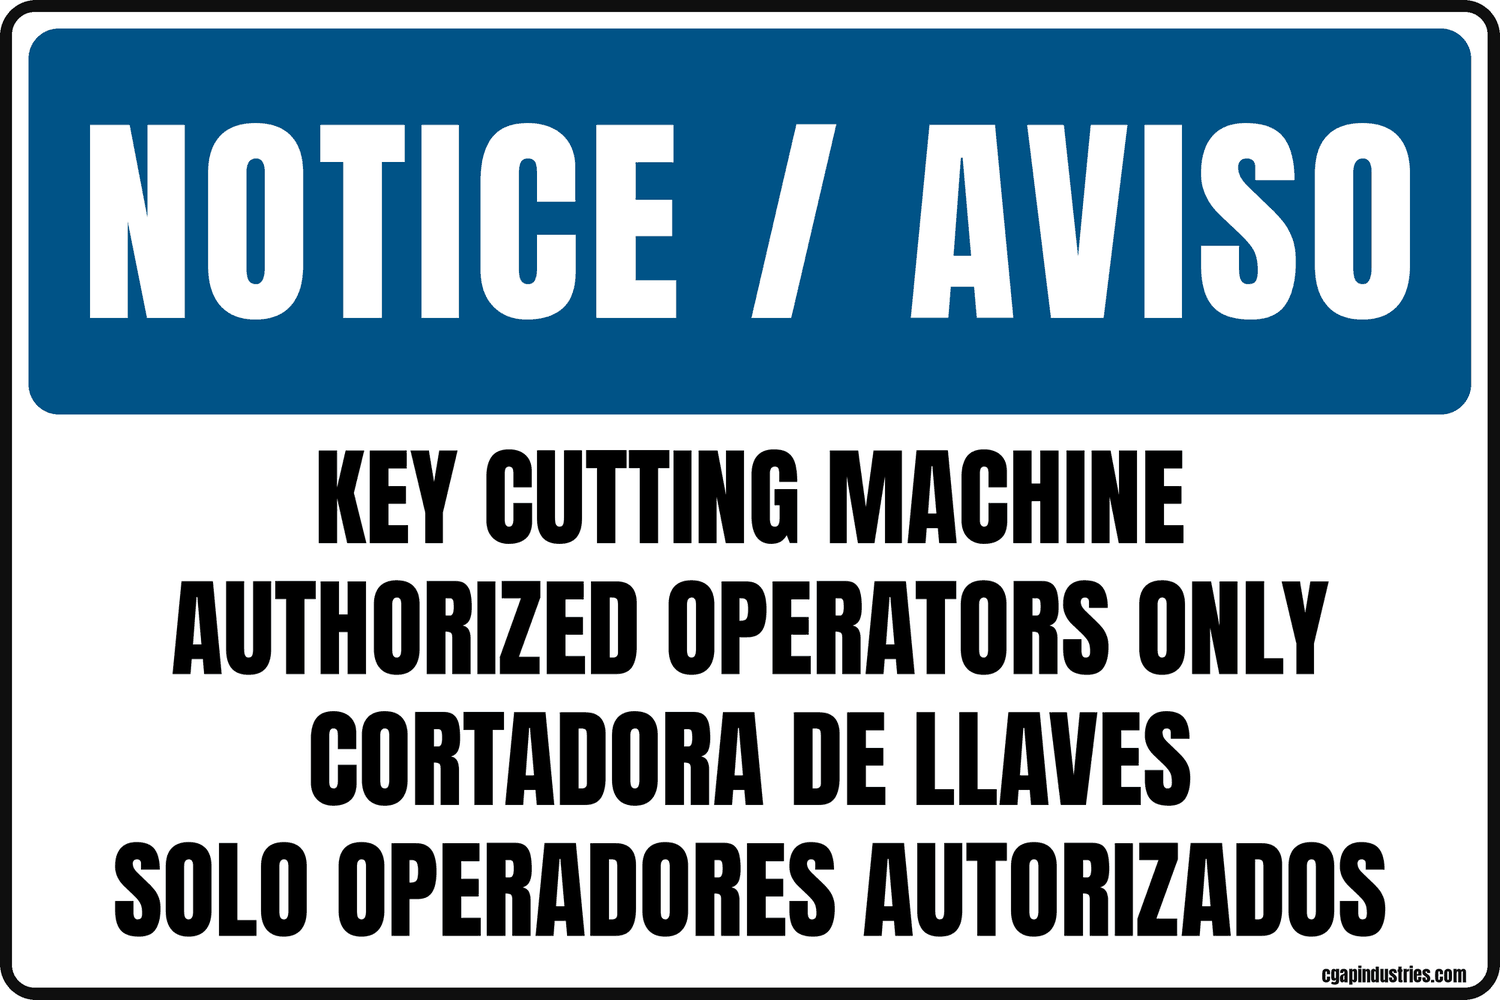 NOTICE / AVISO
KEY CUTTING MACHINE
AUTHORIZED OPERATORS ONLY
CORTADORA DE LLAVES
SOLO OPERADORES AUTORIZADOS
cgapindustries.com